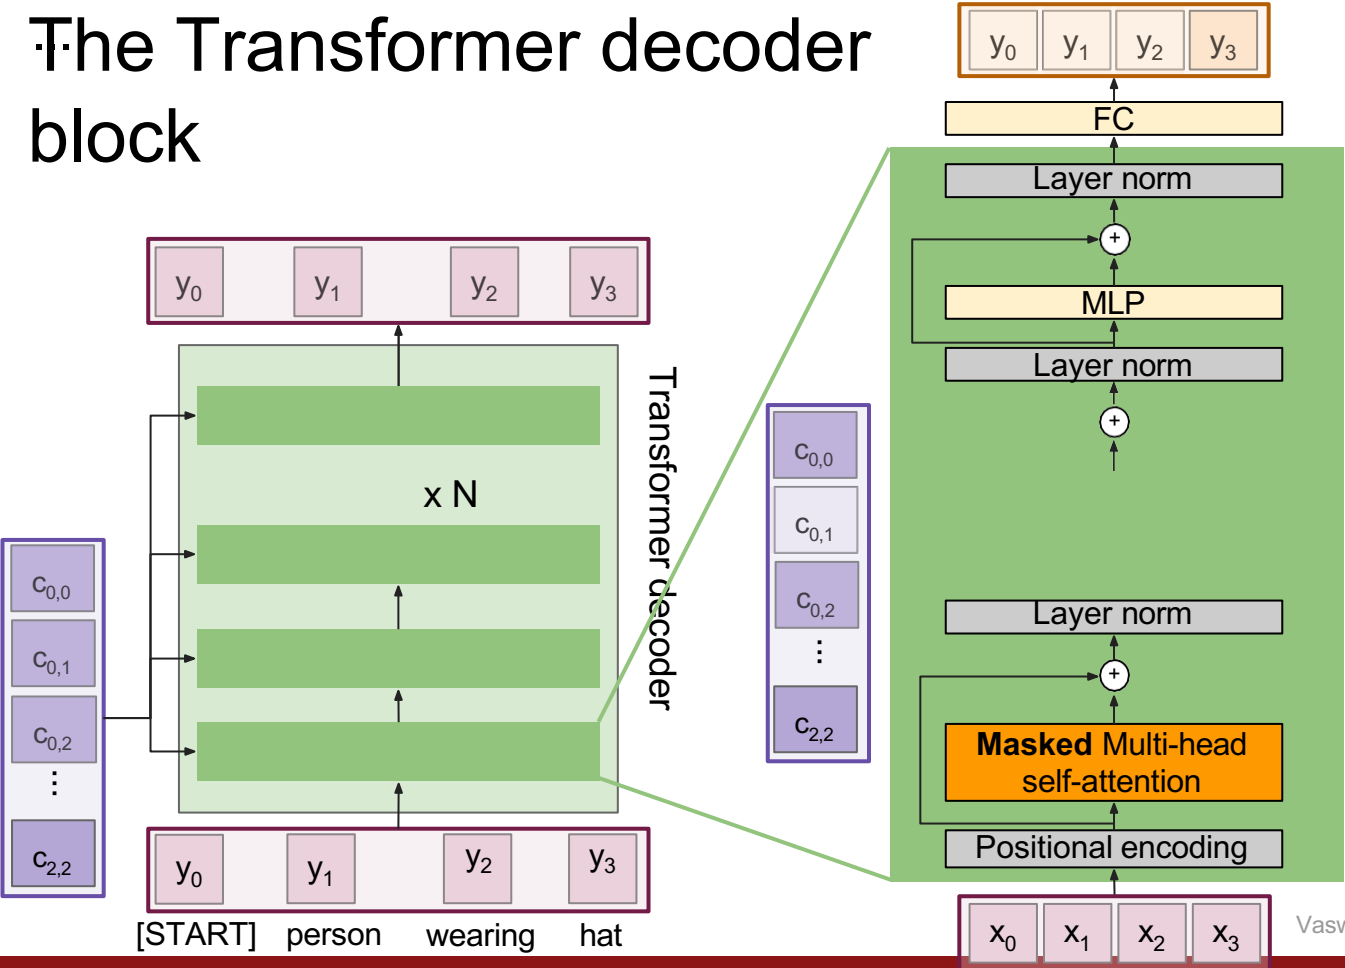 The Transformer decoder
block
...
y0 y1 y2 y3
FC
Layer norm
+
MLP
Layer norm
+
Layer norm
+
Masked Multi-head
self-attention
Positional encoding
x0 x1 x2 x3
c0,0
c0,1
c0,2
⋮
c2,2
y0 y1 y2 y3
x N
Transformer decoder
c0,0
c0,1
c0,2
⋮
c2,2
y0 y1 y2 y3
[START] person wearing hat
Vasw